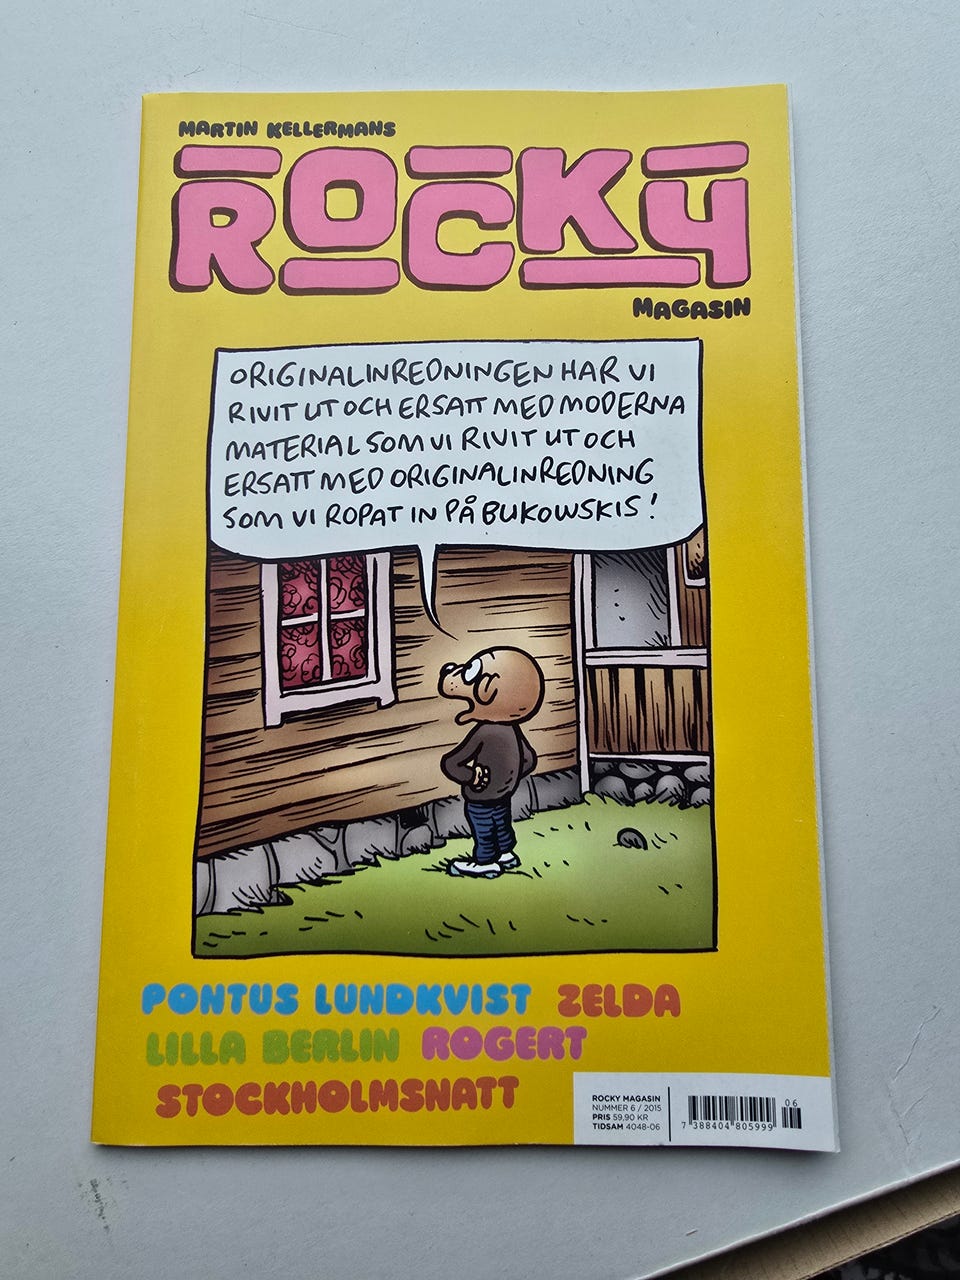 MARTIN KELLERMANS
ROCKY
MAGASIN
ORIGINALINREDNINGEN HAR VI
RIVIT UT OCH ERSATT MED MODERNA
MATERIAL SOM VI RIVIT UT OCH
ERSATT MED ORIGINALINREDNING
SOM VI ROPAT IN PÅ BUKOWSKIS!
PONTUS LUNDKVIST ZELDA
LILLA BERLIN ROGERT
STOCKHOLMSNATT
ROCKY MAGASIN
NUMMER 6 / 2015
PRIS 59,90 KR
TIDSAM 4048-06
06
7 388404 805999